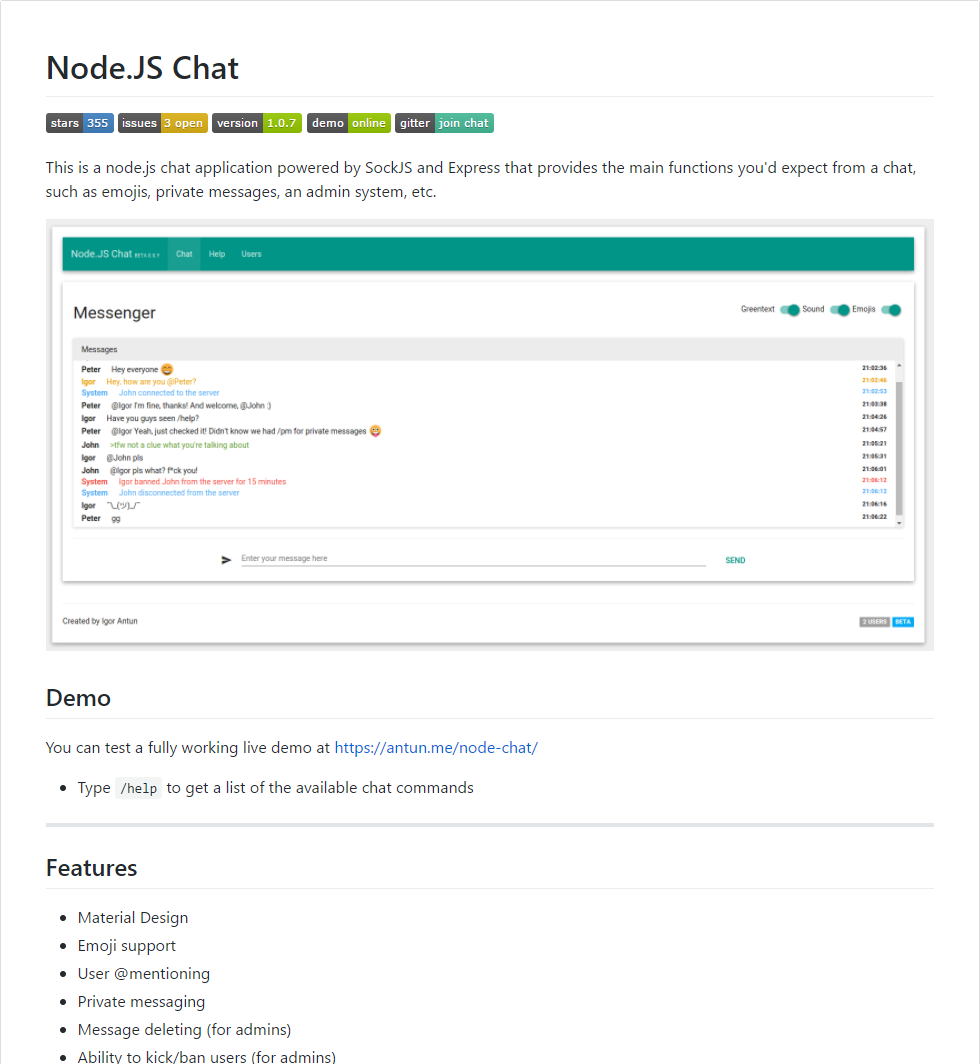 Node.JS Chat
stars 355 issues 3 open version 1.0.7 demo online gitter join chat
This is a node.js chat application powered by SockJS and Express that provides the main functions you'd expect from a chat,
such as emojis, private messages, an admin system, etc.
Node.JS Chat Chat Help Users
Messenger
Greentext Sound Emojis
Messages
Peter Hey everyone 21:02:36
Igor Hey, how are you @Peter? 21:02:46
System John connected to the server 21:02:53
Peter @Igor I'm fine, thanks! And welcome, @John :) 21:03:38
Igor Have you guys seen /help? 21:04:26
Peter @Igor Yeah, just checked it! Didn't know we had /pm for private messages 21:04:57
John >tfw not a clue what you're talking about 21:05:21
Igor @John pls 21:05:31
John @Igor pls what? f*ck you! 21:06:01
System Igor banned John from the server for 15 minutes 21:06:12
System John disconnected from the server 21:06:12
Igor ¯\_(ツ)_/¯ 21:06:16
Peter gg 21:06:22
Enter your message here SEND
Created by Igor Antun 2 USERS BETA
Demo
You can test a fully working live demo at https://antun.me/node-chat/
• Type /help to get a list of the available chat commands
Features
• Material Design
• Emoji support
• User @mentioning
• Private messaging
• Message deleting (for admins)
• Ability to kick/ban users (for admins)